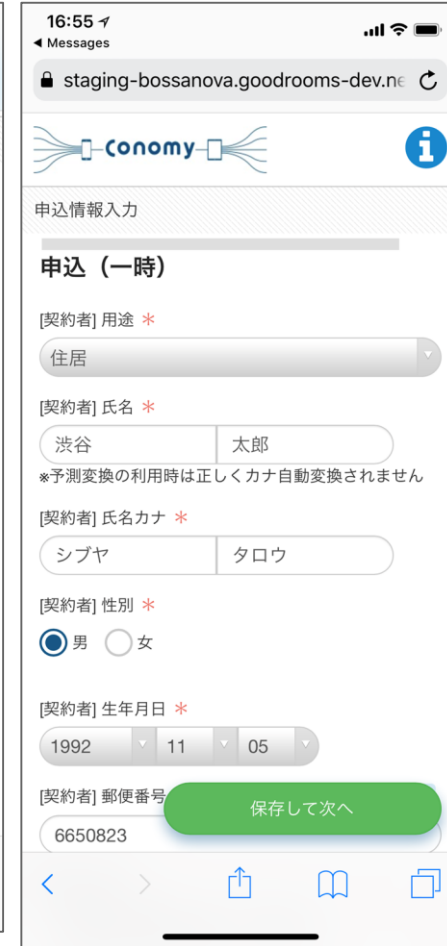 16:55
◀ Messages
staging-bossanova.goodrooms-dev.ne
conomy
申込情報入力
申込（一時）
[契約者] 用途 ＊
住居
[契約者] 氏名 ＊
渋谷 太郎
※予測変換の利用時は正しくカナ自動変換されません
[契約者] 氏名カナ ＊
シブヤ タロウ
[契約者] 性別 ＊
男 女
[契約者] 生年月日 ＊
1992 11 05
[契約者] 郵便番号
保存して次へ
6650823